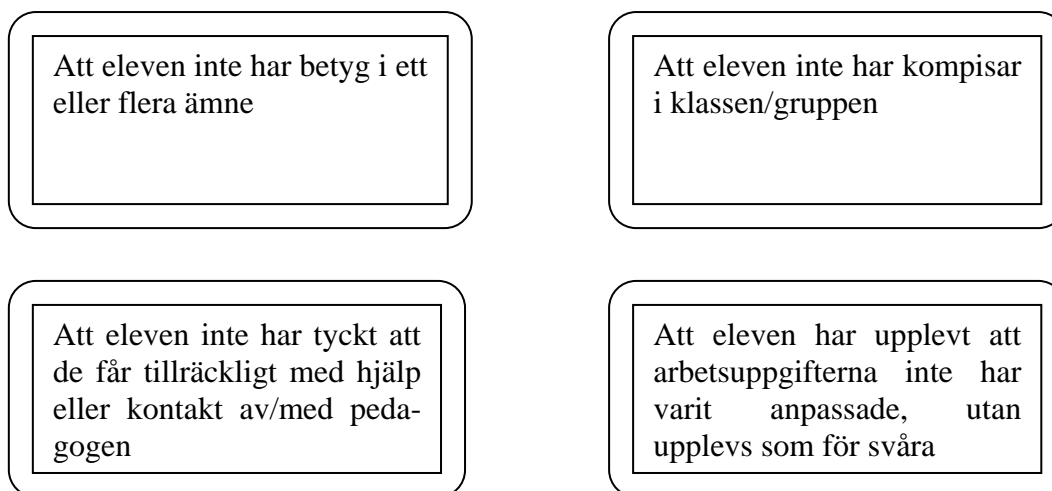 Att eleven inte har betyg i ett
eller flera ämne
Att eleven inte har kompisar
i klassen/gruppen
Att eleven inte har tyckt att
de får tillräckligt med hjälp
eller kontakt av/med peda-
gogen
Att eleven har upplevt att
arbetsuppgifterna inte har
varit anpassade, utan
upplevs som för svåra